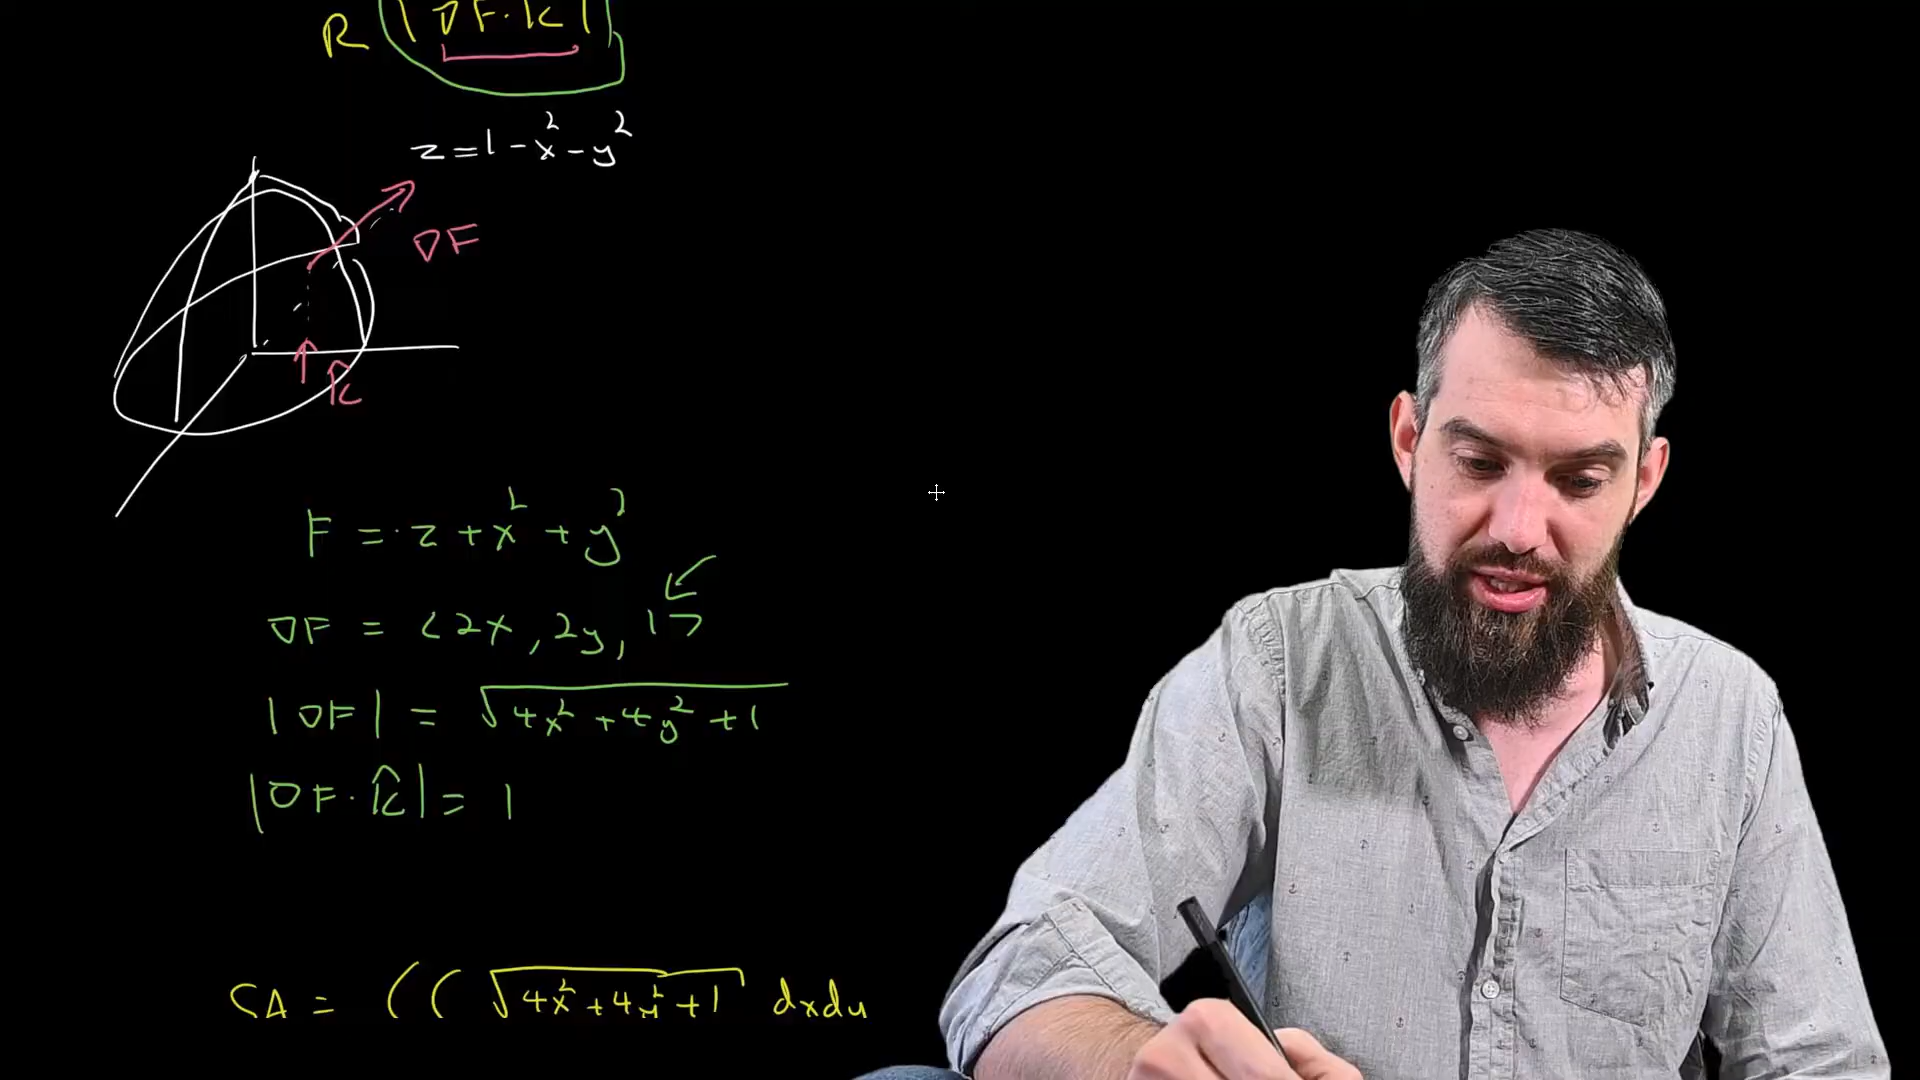 R |∇F·k̂|
z=1-x²-y²
∇F
k̂
F = z+x²+y²
∇F = <2x, 2y, 1>
|∇F| = √4x²+4y²+1
|∇F·k̂| = 1
SA = ∫∫ √4x²+4y²+1 dxdy